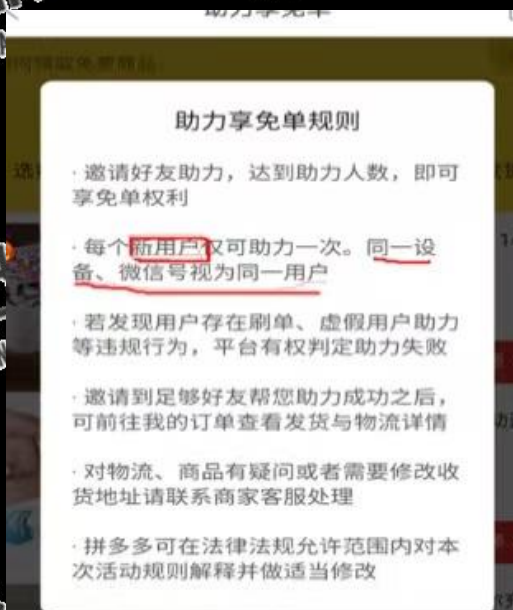 助力享免单
助力享免单规则
· 邀请好友助力，达到助力人数，即可
享免单权利
· 每个新用户仅可助力一次。同一设
备、微信号视为同一用户
· 若发现用户存在刷单、虚假用户助力
等违规行为，平台有权判定助力失败
· 邀请到足够好友帮您助力成功之后，
可前往我的订单查看发货与物流详情
· 对物流、商品有疑问或者需要修改收
货地址请联系商家客服处理
· 拼多多可在法律法规允许范围内对本
次活动规则解释并做适当修改